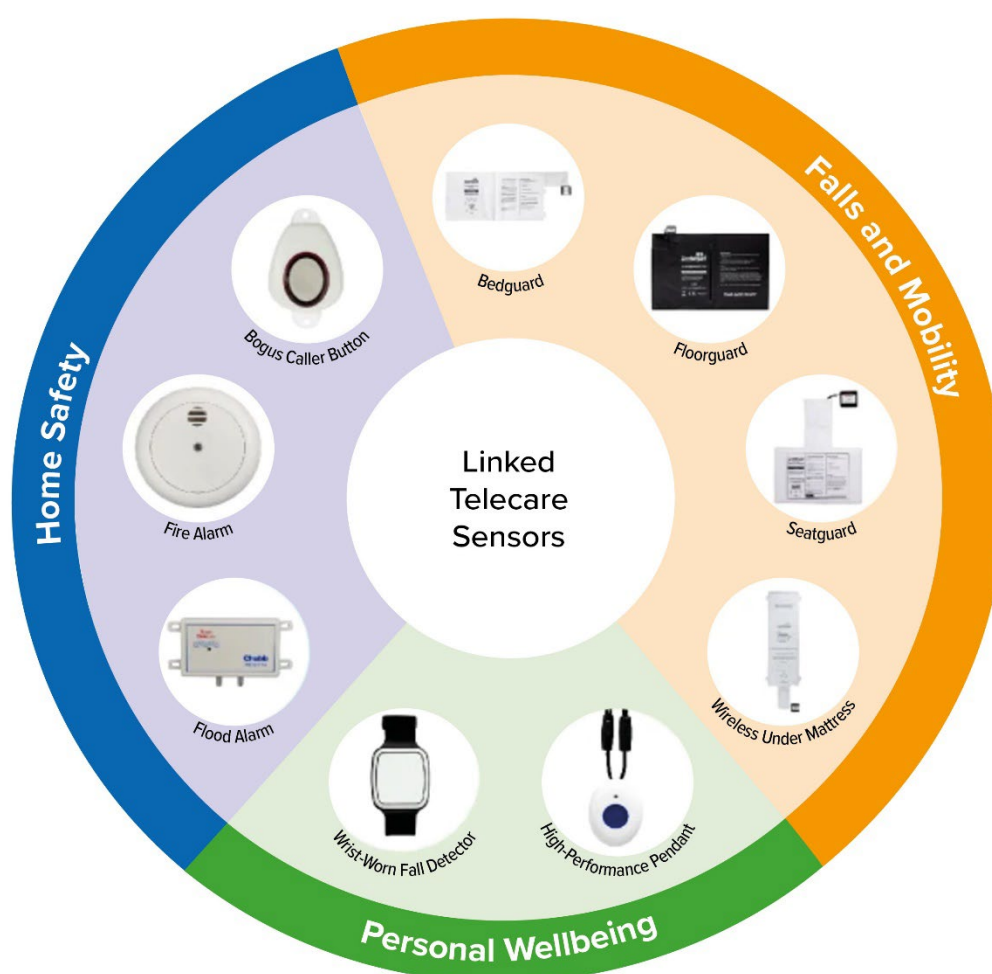 Linked
Telecare
Sensors
Falls and Mobility
Bedguard
Floorguard
Seatguard
Wireless Under Mattress
Personal Wellbeing
High-Performance Pendant
Wrist-Worn Fall Detector
Home Safety
Flood Alarm
Chubb
Fire Alarm
Bogus Caller Button